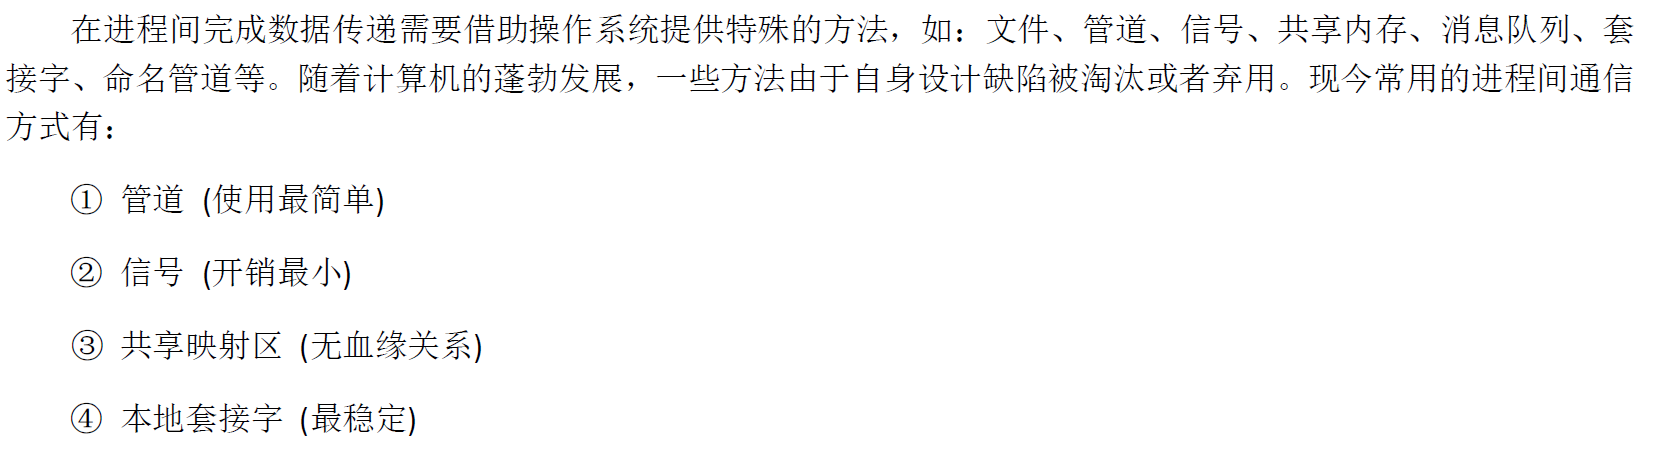 在进程间完成数据传递需要借助操作系统提供特殊的方法，如：文件、管道、信号、共享内存、消息队列、套
接字、命名管道等。随着计算机的蓬勃发展，一些方法由于自身设计缺陷被淘汰或者弃用。现今常用的进程间通信
方式有：
① 管道 (使用最简单)
② 信号 (开销最小)
③ 共享映射区 (无血缘关系)
④ 本地套接字 (最稳定)